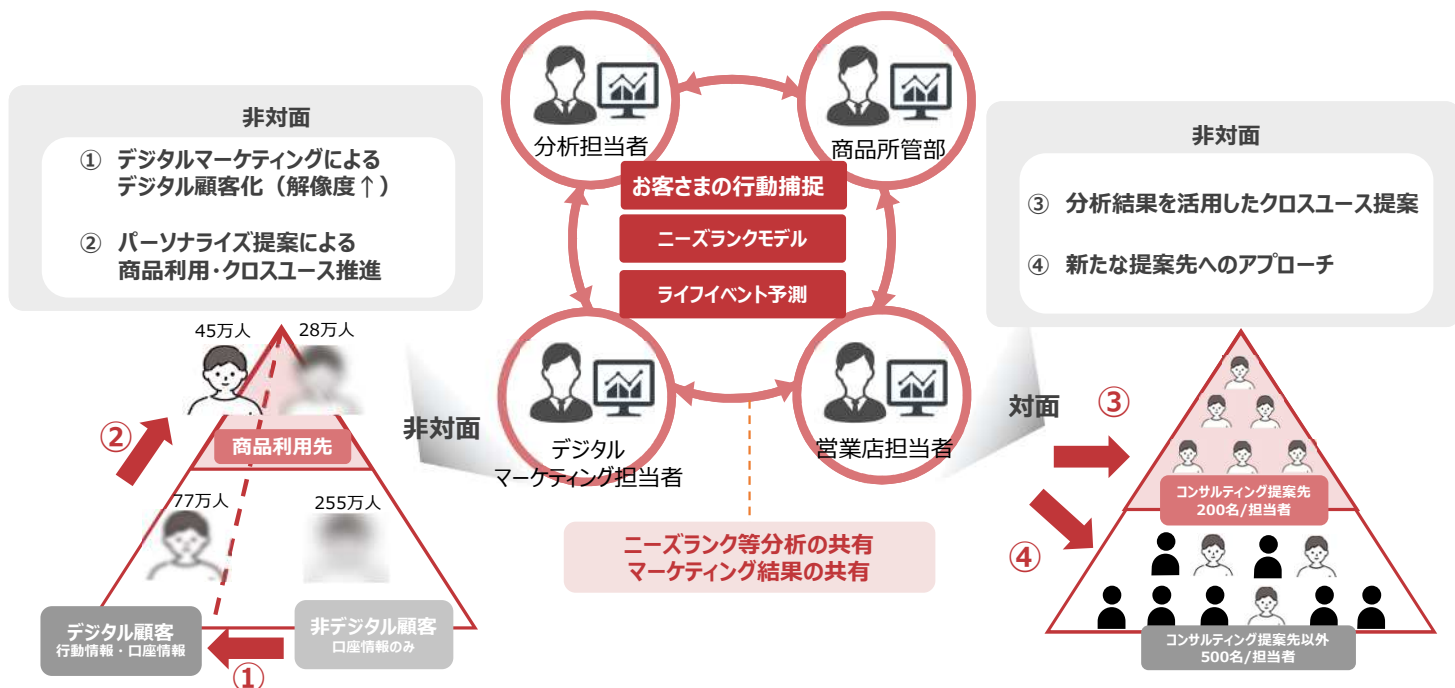 非対面
① デジタルマーケティングによる
デジタル顧客化（解像度↑）
② パーソナライズ提案による
商品利用・クロスユース推進
45万人
28万人
②
商品利用先
77万人
255万人
デジタル顧客
行動情報・口座情報
非デジタル顧客
口座情報のみ
①
非対面
分析担当者
商品所管部
お客さまの行動捕捉
ニーズランクモデル
ライフイベント予測
デジタル
マーケティング担当者
営業店担当者
ニーズランク等分析の共有
マーケティング結果の共有
非対面
③ 分析結果を活用したクロスユース提案
④ 新たな提案先へのアプローチ
対面
③
④
コンサルティング提案先
200名/担当者
コンサルティング提案先以外
500名/担当者